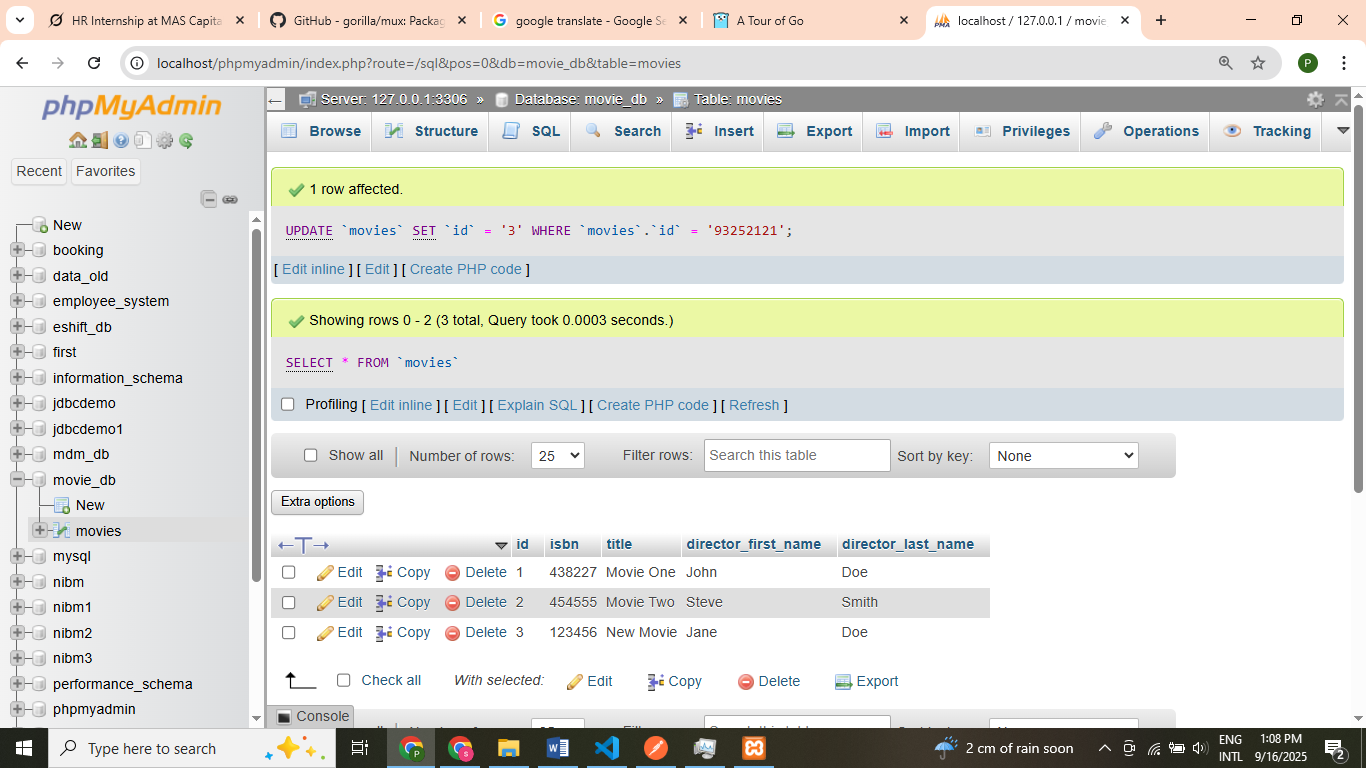 HR Internship at MAS Capita
GitHub - gorilla/mux: Packag
google translate - Google Se
A Tour of Go
localhost / 127.0.0.1 / movie
localhost/phpmyadmin/index.php?route=/sql&pos=0&db=movie_db&table=movies
P
phpMyAdmin
Recent Favorites
New
booking
data_old
employee_system
eshift_db
first
information_schema
jdbcdemo
jdbcdemo1
mdm_db
movie_db
New
movies
mysql
nibm
nibm1
nibm2
nibm3
performance_schema
phpmyadmin
Server: 127.0.0.1:3306 » Database: movie_db » Table: movies
Browse Structure SQL Search Insert Export Import Privileges Operations Tracking
1 row affected.
UPDATE `movies` SET `id` = '3' WHERE `movies`.`id` = '93252121';
[ Edit inline ] [ Edit ] [ Create PHP code ]
Showing rows 0 - 2 (3 total, Query took 0.0003 seconds.)
SELECT * FROM `movies`
Profiling [ Edit inline ] [ Edit ] [ Explain SQL ] [ Create PHP code ] [ Refresh ]
Show all Number of rows: 25 Filter rows: Search this table Sort by key: None
Extra options
id isbn title director_first_name director_last_name
Edit Copy Delete 1 438227 Movie One John Doe
Edit Copy Delete 2 454555 Movie Two Steve Smith
Edit Copy Delete 3 123456 New Movie Jane Doe
Check all With selected: Edit Copy Delete Export
Console
Type here to search
2 cm of rain soon
ENG
INTL
1:08 PM
9/16/2025
2